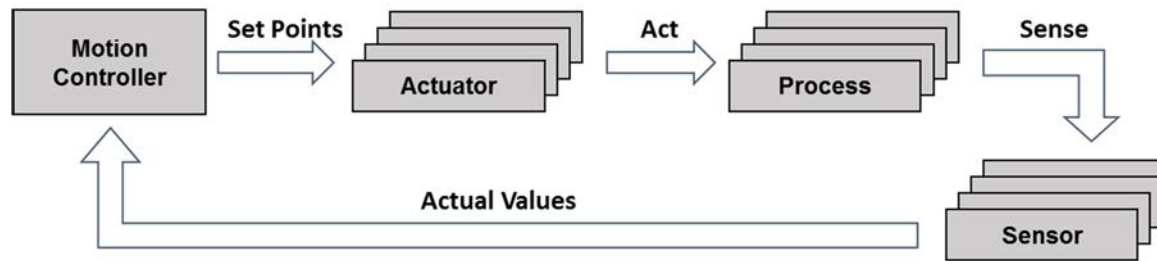 Motion
Controller
Set Points
Actuator
Act
Process
Sense
Actual Values
Sensor